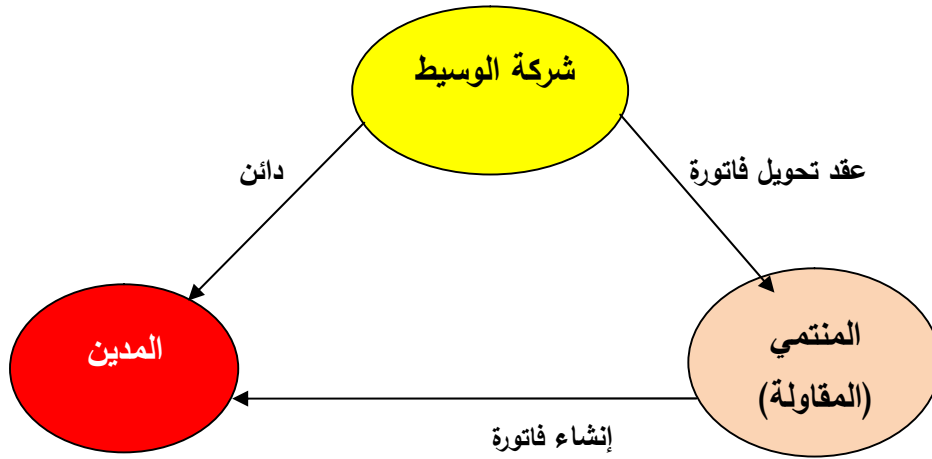 شركة الوسيط
عقد تحويل فاتورة
دائن
المنتمي
(المقاولة)
المدين
إنشاء فاتورة